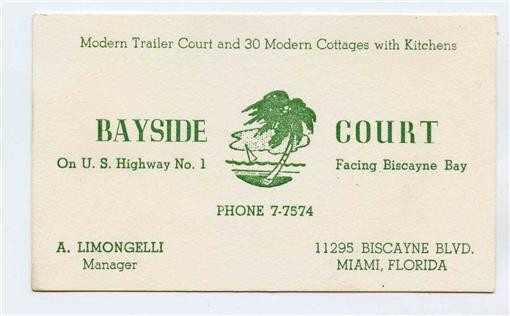 Modern Trailer Court and 30 Modern Cottages with Kitchens
BAYSIDE COURT
On U. S. Highway No. 1 Facing Biscayne Bay
PHONE 7-7574
A. LIMONGELLI 11295 BISCAYNE BLVD.
Manager MIAMI, FLORIDA